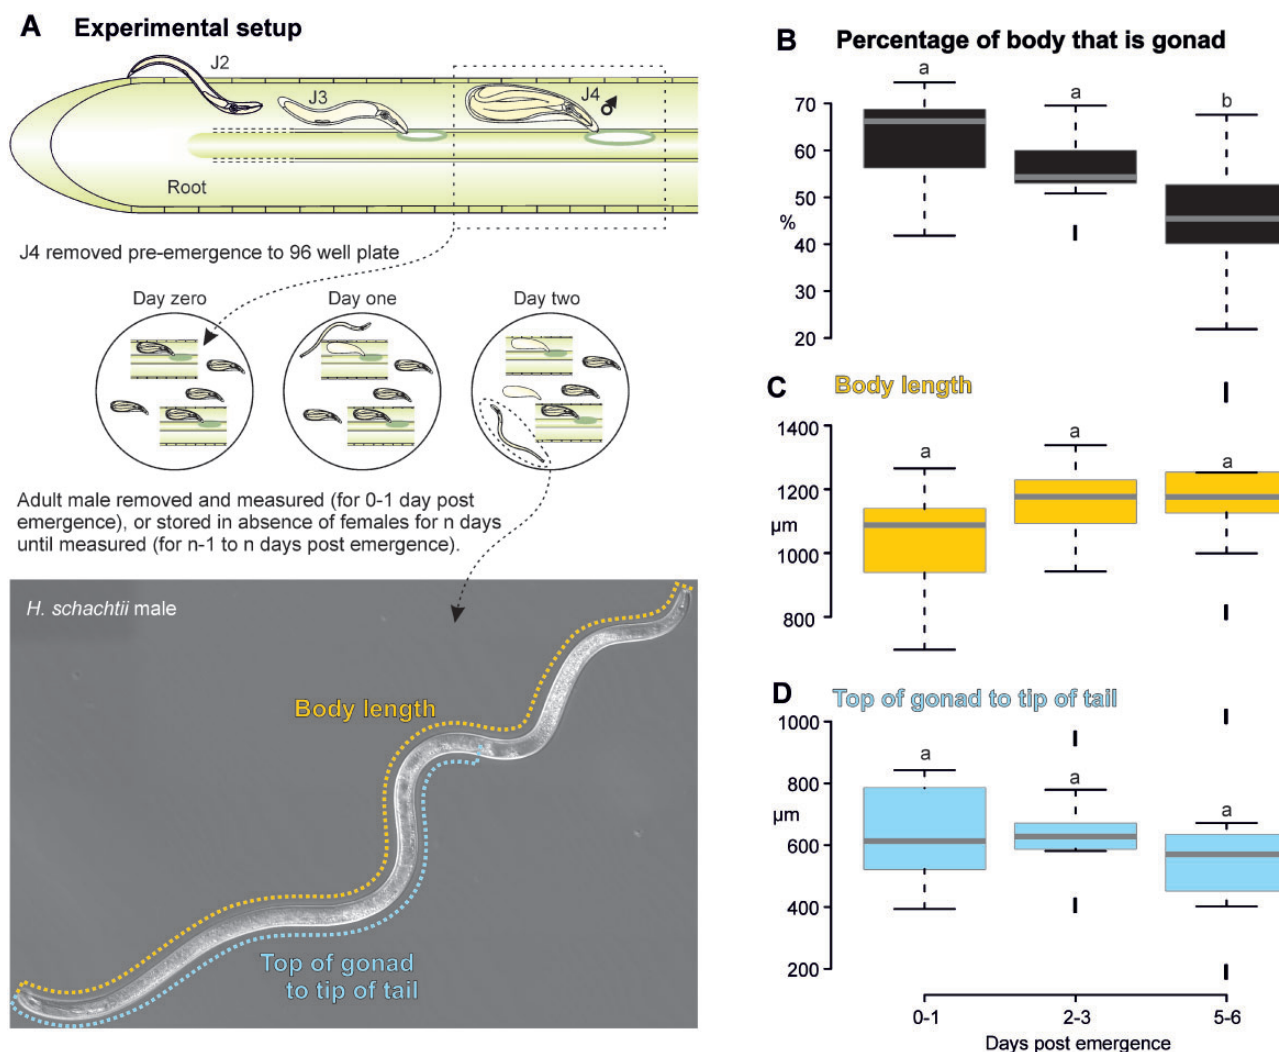 A Experimental setup
J2
J3
J4
Root
J4 removed pre-emergence to 96 well plate
Day zero
Day one
Day two
Adult male removed and measured (for 0-1 day post
emergence), or stored in absence of females for n days
until measured (for n-1 to n days post emergence).
H. schachtii male
Body length
Top of gonad
to tip of tail
B Percentage of body that is gonad
a
a
b
70
60
50
%
40
30
20
C Body length
a
a
a
1400
1200
µm
1000
800
D Top of gonad to tip of tail
a
a
a
1000
800
µm
600
400
200
0-1
2-3
5-6
Days post emergence